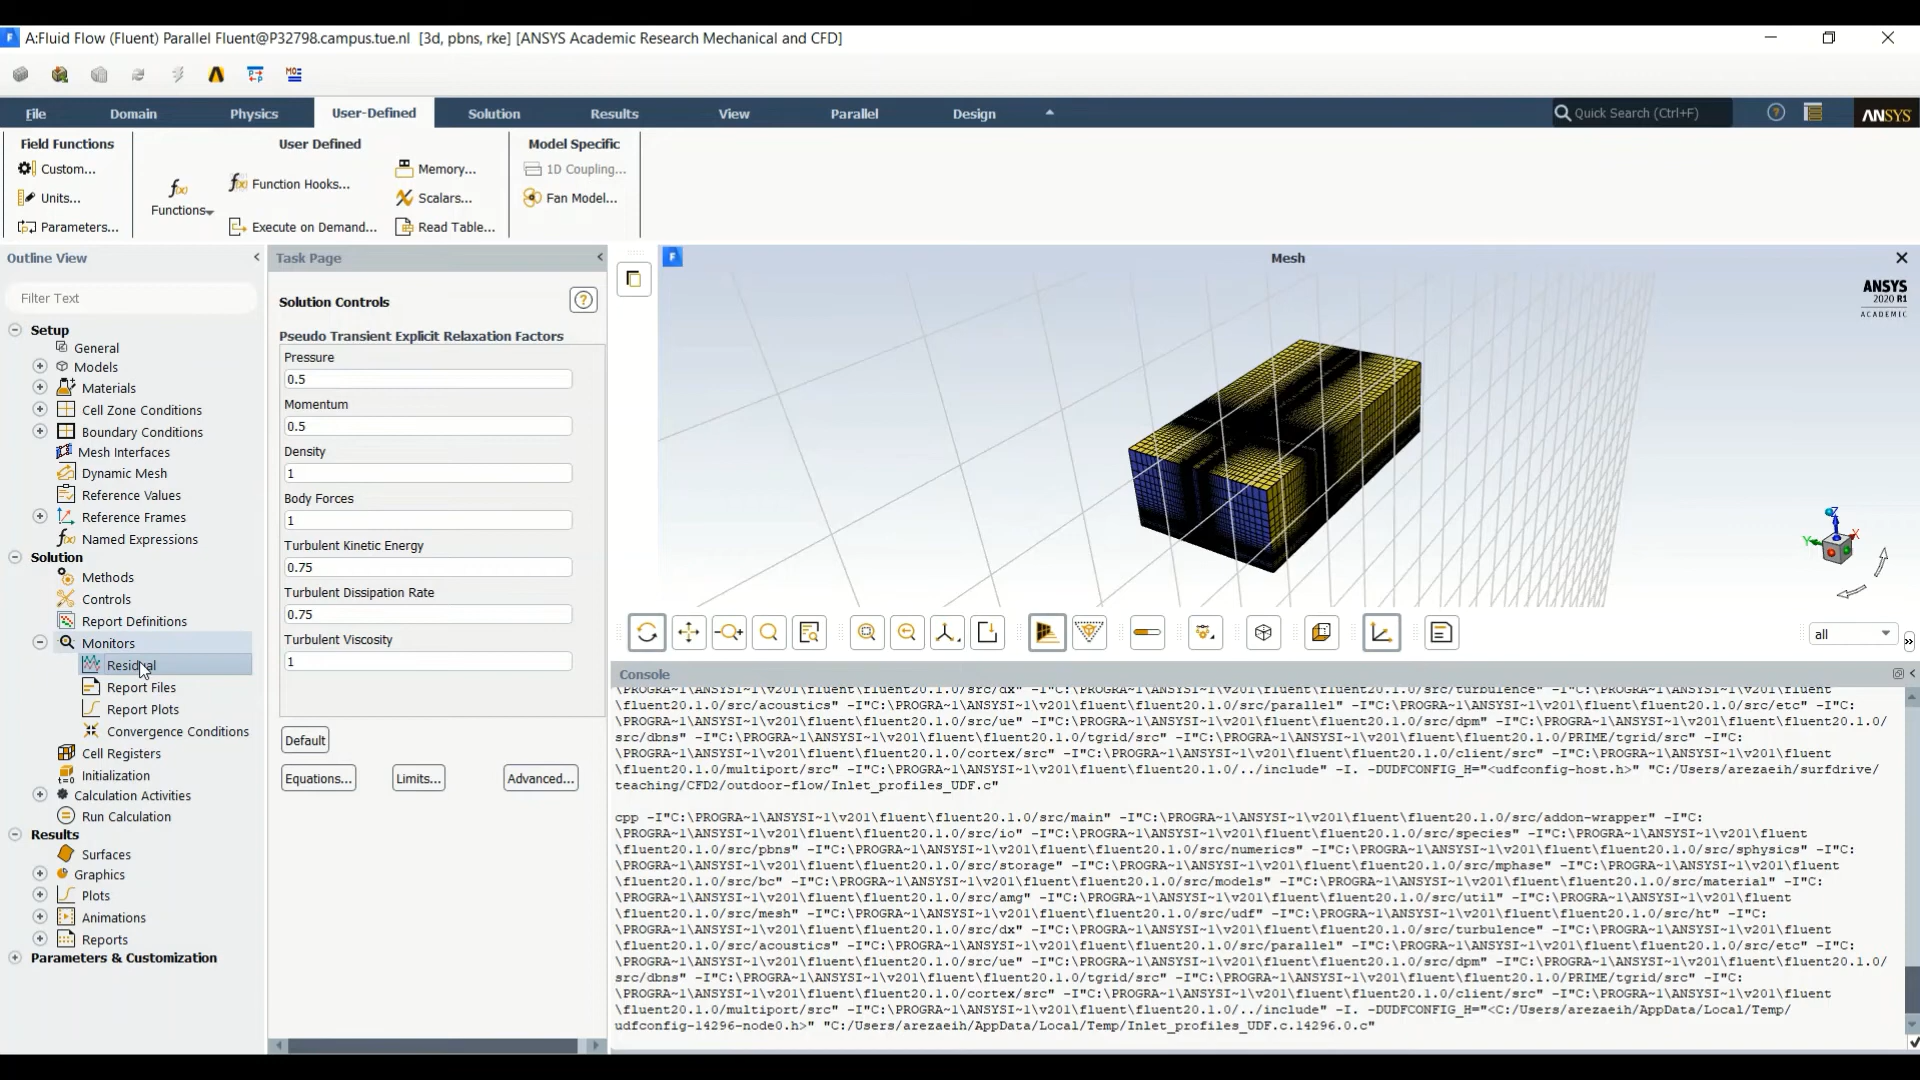 A:Fluid Flow (Fluent) Parallel Fluent@P32798.campus.tue.nl [3d, pbns, rke] [ANSYS Academic Research Mechanical and CFD]
File Domain Physics User-Defined Solution Results View Parallel Design Quick Search (Ctrl+F) ANSYS
Field Functions User Defined Model Specific
Custom... Memory... 1D Coupling...
Functions Function Hooks...
Units... Scalars... Fan Model...
Parameters... Execute on Demand... Read Table...
Outline View
Filter Text
Setup
General
Models
Materials
Cell Zone Conditions
Boundary Conditions
Mesh Interfaces
Dynamic Mesh
Reference Values
Reference Frames
Named Expressions
Solution
Methods
Controls
Report Definitions
Monitors
Residual
Report Files
Report Plots
Convergence Conditions
Cell Registers
Initialization
Calculation Activities
Run Calculation
Results
Surfaces
Graphics
Plots
Animations
Reports
Parameters & Customization
Task Page
Solution Controls
Pseudo Transient Explicit Relaxation Factors
Pressure
0.5
Momentum
0.5
Density
1
Body Forces
1
Turbulent Kinetic Energy
0.75
Turbulent Dissipation Rate
0.75
Turbulent Viscosity
1
Default
Equations... Limits... Advanced...
Mesh
ANSYS
2020 R1
ACADEMIC
Z
Y X
all
Console
\PROGRA~1\ANSYSI~1\v201\fluent\fluent20.1.0/src/dx" -I"C:\PROGRA~1\ANSYSI~1\v201\fluent\fluent20.1.0/src/turbulence" -I"C:\PROGRA~1\ANSYSI~1\v201\fluent
\fluent20.1.0/src/acoustics" -I"C:\PROGRA~1\ANSYSI~1\v201\fluent\fluent20.1.0/src/parallel" -I"C:\PROGRA~1\ANSYSI~1\v201\fluent\fluent20.1.0/src/etc" -I"C:
\PROGRA~1\ANSYSI~1\v201\fluent\fluent20.1.0/src/ue" -I"C:\PROGRA~1\ANSYSI~1\v201\fluent\fluent20.1.0/src/dpm" -I"C:\PROGRA~1\ANSYSI~1\v201\fluent\fluent20.1.0/
src/dbns" -I"C:\PROGRA~1\ANSYSI~1\v201\fluent\fluent20.1.0/tgrid/src" -I"C:\PROGRA~1\ANSYSI~1\v201\fluent\fluent20.1.0/PRIME/tgrid/src" -I"C:
\PROGRA~1\ANSYSI~1\v201\fluent\fluent20.1.0/cortex/src" -I"C:\PROGRA~1\ANSYSI~1\v201\fluent\fluent20.1.0/client/src" -I"C:\PROGRA~1\ANSYSI~1\v201\fluent
\fluent20.1.0/multiport/src" -I"C:\PROGRA~1\ANSYSI~1\v201\fluent\fluent20.1.0/../include" -I. -DUDFCONFIG_H="<udfconfig-host.h>" "C:/Users/arezaeih/surfdrive/
teaching/CFD2/outdoor-flow/Inlet_profiles_UDF.c"
cpp -I"C:\PROGRA~1\ANSYSI~1\v201\fluent\fluent20.1.0/src/main" -I"C:\PROGRA~1\ANSYSI~1\v201\fluent\fluent20.1.0/src/addon-wrapper" -I"C:
\PROGRA~1\ANSYSI~1\v201\fluent\fluent20.1.0/src/io" -I"C:\PROGRA~1\ANSYSI~1\v201\fluent\fluent20.1.0/src/species" -I"C:\PROGRA~1\ANSYSI~1\v201\fluent
\fluent20.1.0/src/pbns" -I"C:\PROGRA~1\ANSYSI~1\v201\fluent\fluent20.1.0/src/numerics" -I"C:\PROGRA~1\ANSYSI~1\v201\fluent\fluent20.1.0/src/sphysics" -I"C:
\PROGRA~1\ANSYSI~1\v201\fluent\fluent20.1.0/src/storage" -I"C:\PROGRA~1\ANSYSI~1\v201\fluent\fluent20.1.0/src/mphase" -I"C:\PROGRA~1\ANSYSI~1\v201\fluent
\fluent20.1.0/src/bc" -I"C:\PROGRA~1\ANSYSI~1\v201\fluent\fluent20.1.0/src/models" -I"C:\PROGRA~1\ANSYSI~1\v201\fluent\fluent20.1.0/src/material" -I"C:
\PROGRA~1\ANSYSI~1\v201\fluent\fluent20.1.0/src/amg" -I"C:\PROGRA~1\ANSYSI~1\v201\fluent\fluent20.1.0/src/util" -I"C:\PROGRA~1\ANSYSI~1\v201\fluent
\fluent20.1.0/src/mesh" -I"C:\PROGRA~1\ANSYSI~1\v201\fluent\fluent20.1.0/src/udf" -I"C:\PROGRA~1\ANSYSI~1\v201\fluent\fluent20.1.0/src/ht" -I"C:
\PROGRA~1\ANSYSI~1\v201\fluent\fluent20.1.0/src/dx" -I"C:\PROGRA~1\ANSYSI~1\v201\fluent\fluent20.1.0/src/turbulence" -I"C:\PROGRA~1\ANSYSI~1\v201\fluent
\fluent20.1.0/src/acoustics" -I"C:\PROGRA~1\ANSYSI~1\v201\fluent\fluent20.1.0/src/parallel" -I"C:\PROGRA~1\ANSYSI~1\v201\fluent\fluent20.1.0/src/etc" -I"C:
\PROGRA~1\ANSYSI~1\v201\fluent\fluent20.1.0/src/ue" -I"C:\PROGRA~1\ANSYSI~1\v201\fluent\fluent20.1.0/src/dpm" -I"C:\PROGRA~1\ANSYSI~1\v201\fluent\fluent20.1.0/
src/dbns" -I"C:\PROGRA~1\ANSYSI~1\v201\fluent\fluent20.1.0/tgrid/src" -I"C:\PROGRA~1\ANSYSI~1\v201\fluent\fluent20.1.0/PRIME/tgrid/src" -I"C:
\PROGRA~1\ANSYSI~1\v201\fluent\fluent20.1.0/cortex/src" -I"C:\PROGRA~1\ANSYSI~1\v201\fluent\fluent20.1.0/client/src" -I"C:\PROGRA~1\ANSYSI~1\v201\fluent
\fluent20.1.0/multiport/src" -I"C:\PROGRA~1\ANSYSI~1\v201\fluent\fluent20.1.0/../include" -I. -DUDFCONFIG_H="<C:/Users/arezaeih/AppData/Local/Temp/
udfconfig-14296-node0.h>" "C:/Users/arezaeih/AppData/Local/Temp/Inlet_profiles_UDF.c.14296.0.c"